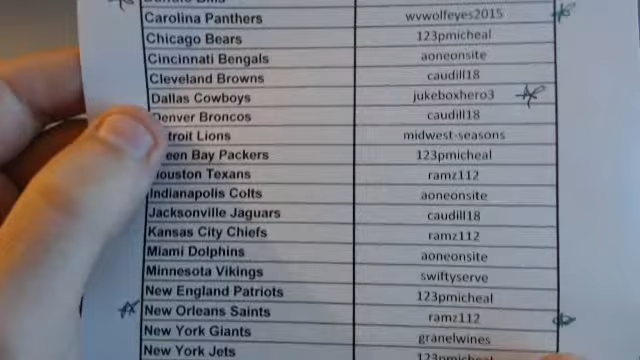 Carolina Panthers wvwolfeyes2015
Chicago Bears 123pmicheal
Cincinnati Bengals aoneonsite
Cleveland Browns caudill18
Dallas Cowboys jukeboxhero3
Denver Broncos caudill18
troit Lions midwest-seasons
een Bay Packers 123pmicheal
Houston Texans ramz112
Indianapolis Colts aoneonsite
Jacksonville Jaguars caudill18
Kansas City Chiefs ramz112
Miami Dolphins aoneonsite
Minnesota Vikings swiftyserve
New England Patriots 123pmicheal
New Orleans Saints ramz112
New York Giants granelwines
New York Jets 123pmicheal